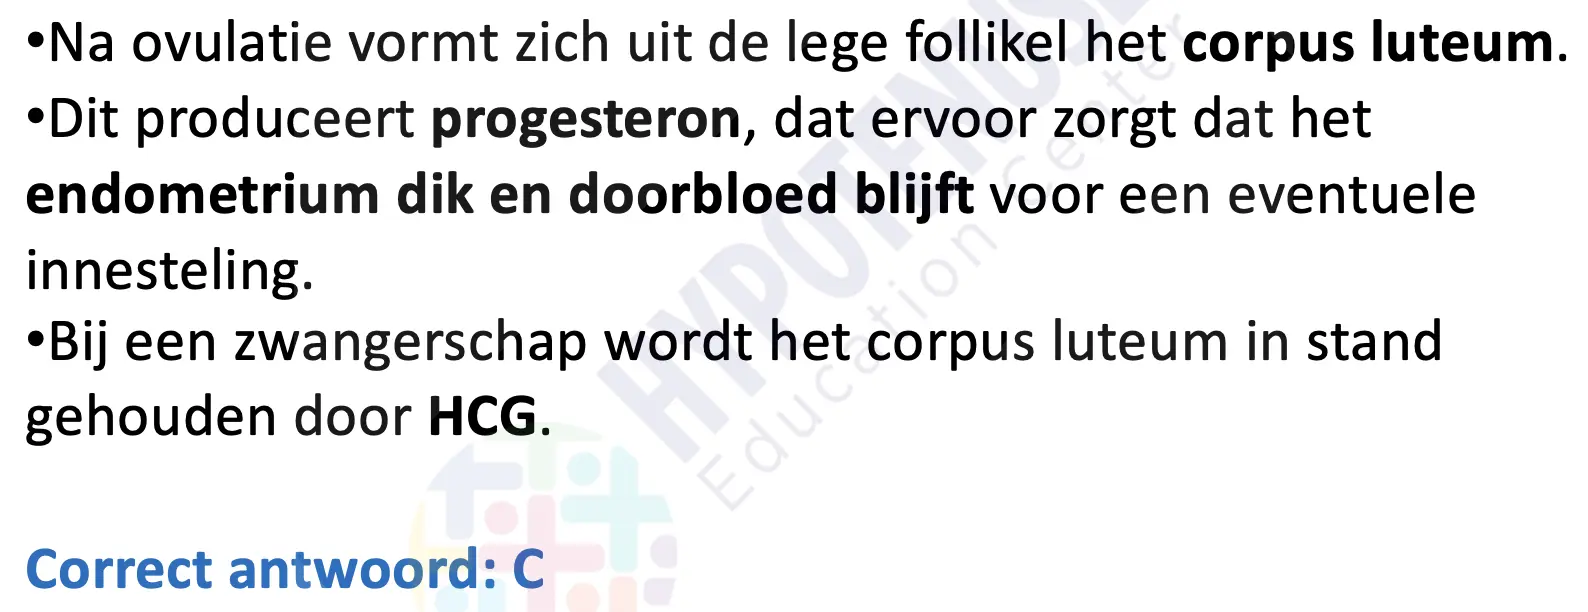 •Na ovulatie vormt zich uit de lege follikel het corpus luteum.
•Dit produceert progesteron, dat ervoor zorgt dat het
endometrium dik en doorbloed blijft voor een eventuele
innesteling.
•Bij een zwangerschap wordt het corpus luteum in stand
gehouden door HCG.
Correct antwoord: C
HYPOTENUSE
Education Center